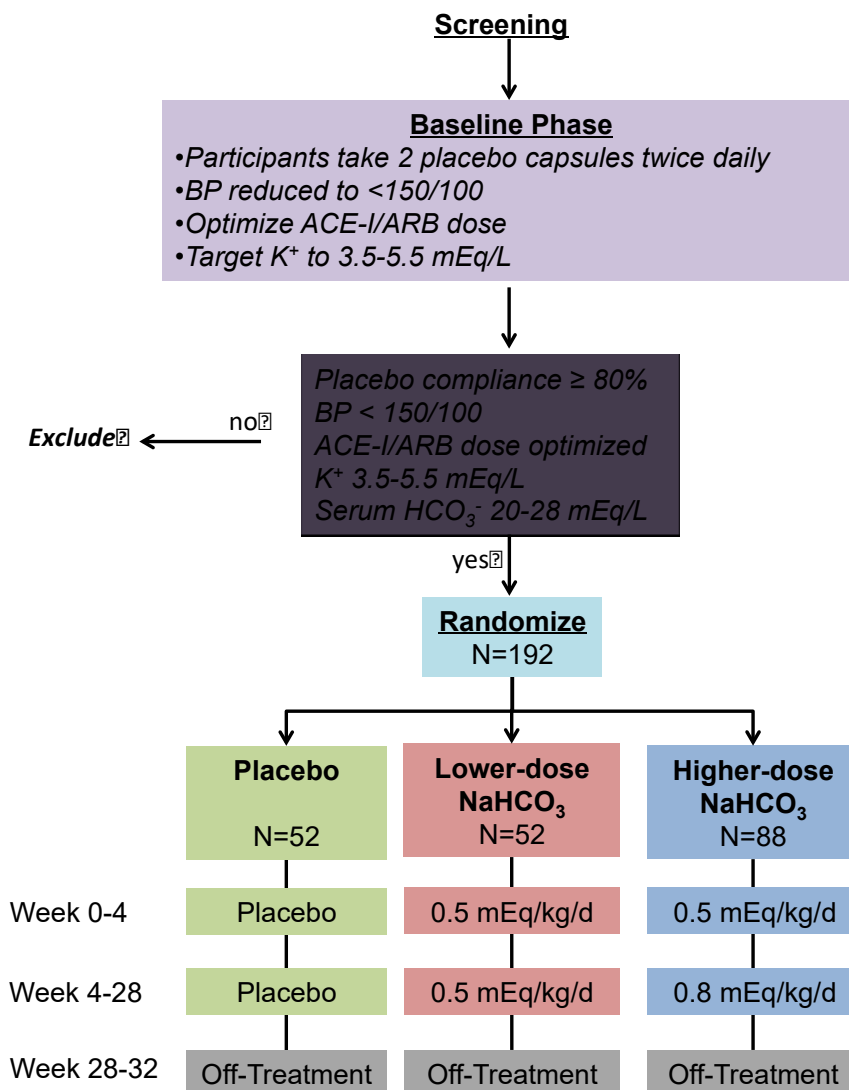 Screening
Baseline Phase
•Participants take 2 placebo capsules twice daily
•BP reduced to <150/100
•Optimize ACE-I/ARB dose
•Target K⁺ to 3.5-5.5 mEq/L
Placebo compliance ≥ 80%
BP < 150/100
ACE-I/ARB dose optimized
K⁺ 3.5-5.5 mEq/L
Serum HCO₃⁻ 20-28 mEq/L
no
Exclude
yes
Randomize
N=192
Placebo
N=52
Lower-dose
NaHCO₃
N=52
Higher-dose
NaHCO₃
N=88
Week 0-4
Placebo
0.5 mEq/kg/d
0.5 mEq/kg/d
Week 4-28
Placebo
0.5 mEq/kg/d
0.8 mEq/kg/d
Week 28-32
Off-Treatment
Off-Treatment
Off-Treatment